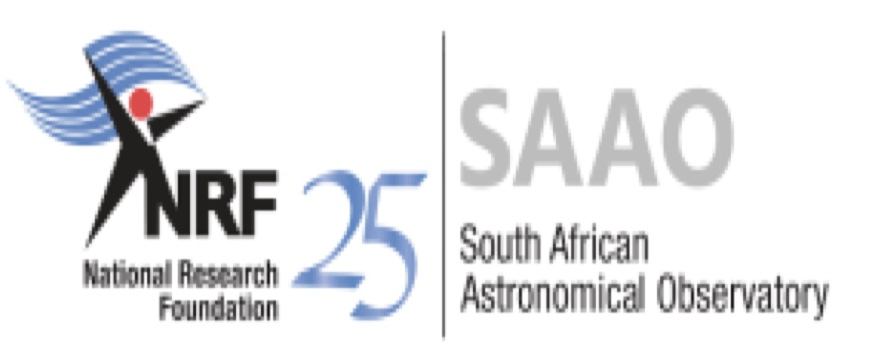 NRF
National Research
Foundation
25
SAAO
South African
Astronomical Observatory